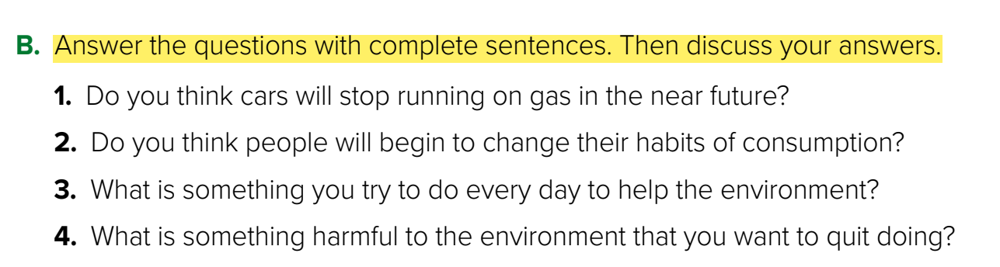 B. Answer the questions with complete sentences. Then discuss your answers.
1. Do you think cars will stop running on gas in the near future?
2. Do you think people will begin to change their habits of consumption?
3. What is something you try to do every day to help the environment?
4. What is something harmful to the environment that you want to quit doing?